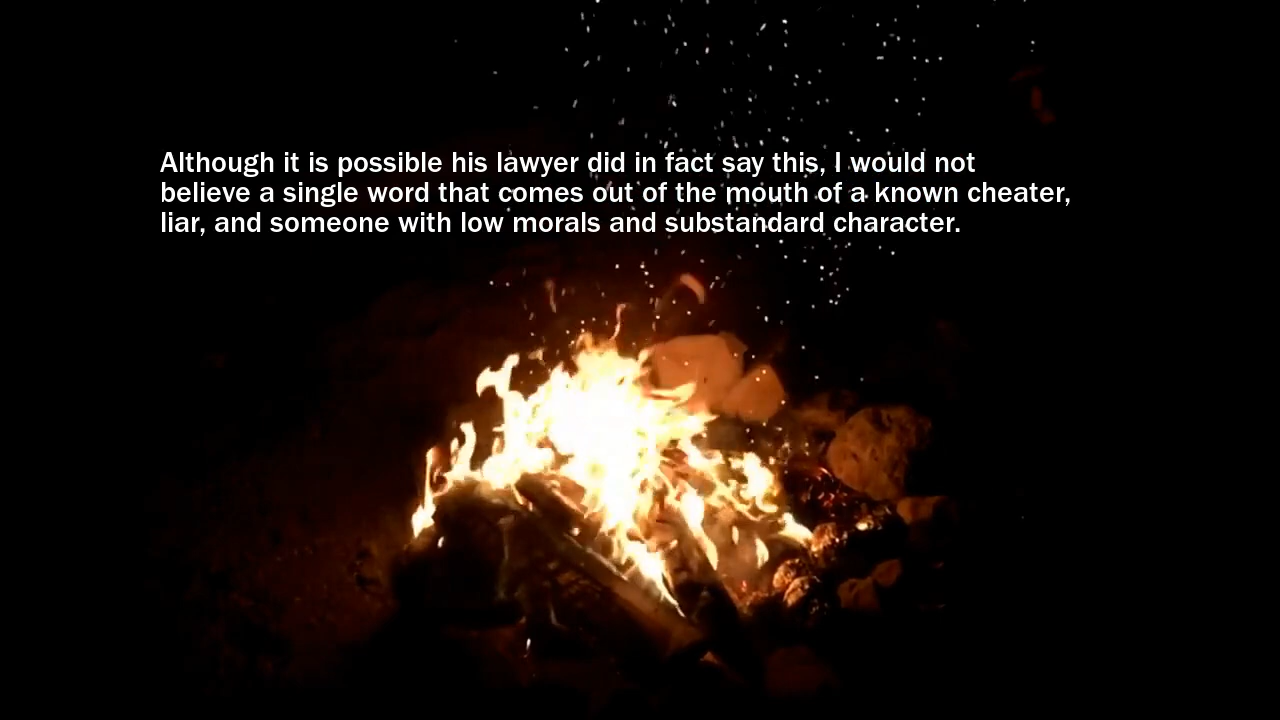 Although it is possible his lawyer did in fact say this, I would not
believe a single word that comes out of the mouth of a known cheater,
liar, and someone with low morals and substandard character.